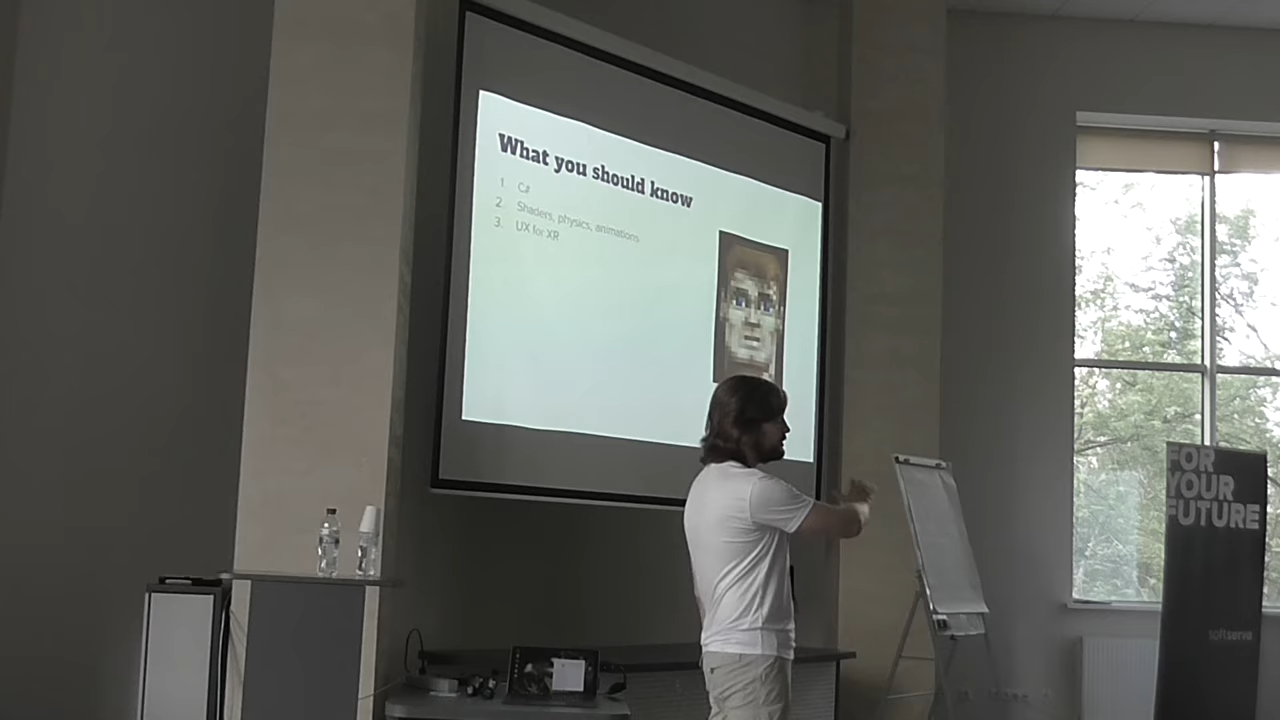 What you should know
1. C#
2. Shaders, physics, animations
3. UX for XR
FOR
YOUR
FUTURE
softserve